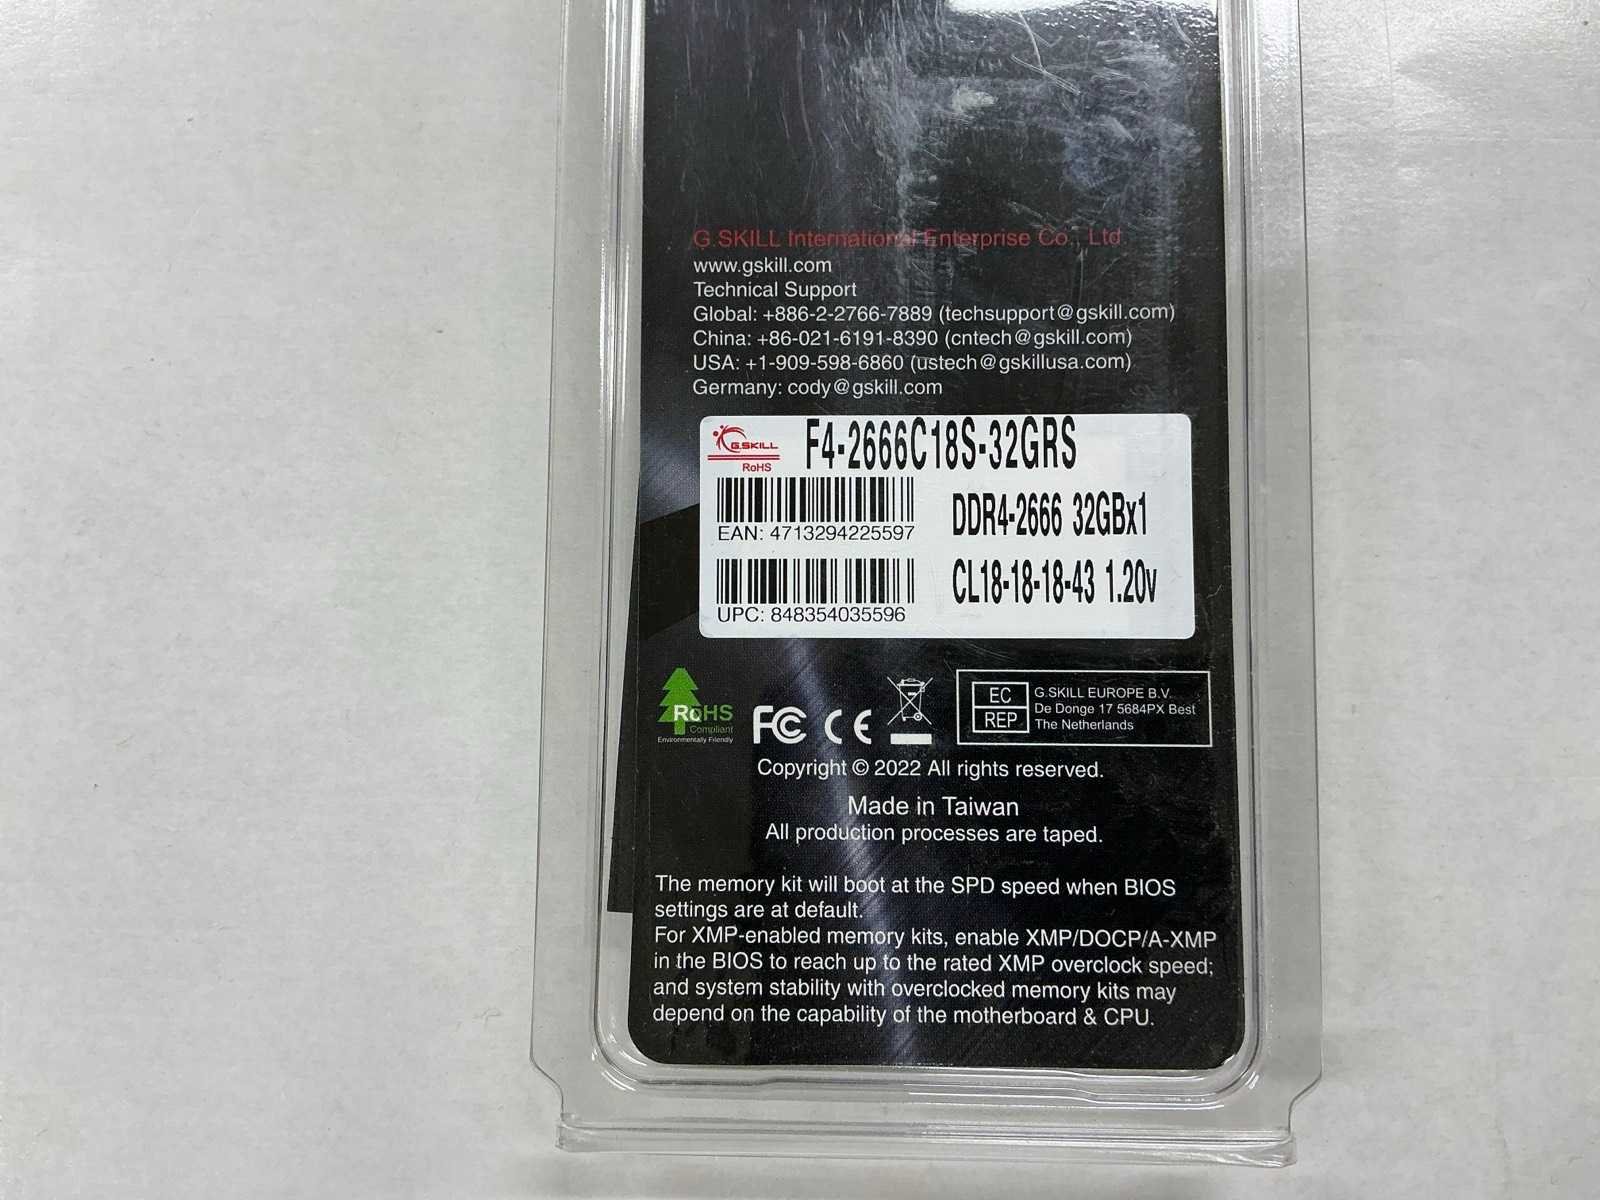 G.SKILL International Enterprise Co., Ltd.
www.gskill.com
Technical Support
Global: +886-2-2766-7889 (techsupport@gskill.com)
China: +86-021-6191-8390 (cntech@gskill.com)
USA: +1-909-598-6860 (ustech@gskillusa.com)
Germany: cody@gskill.com
G.SKILL
RoHS
F4-2666C18S-32GRS
EAN: 4713294225597
DDR4-2666 32GBx1
UPC: 848354035596
CL18-18-18-43 1.20v
RoHS
Compliant
Environmentally Friendly
FC CE
EC REP
G.SKILL EUROPE B.V.
De Donge 17 5684PX Best
The Netherlands
Copyright © 2022 All rights reserved.
Made in Taiwan
All production processes are taped.
The memory kit will boot at the SPD speed when BIOS
settings are at default.
For XMP-enabled memory kits, enable XMP/DOCP/A-XMP
in the BIOS to reach up to the rated XMP overclock speed;
and system stability with overclocked memory kits may
depend on the capability of the motherboard & CPU.